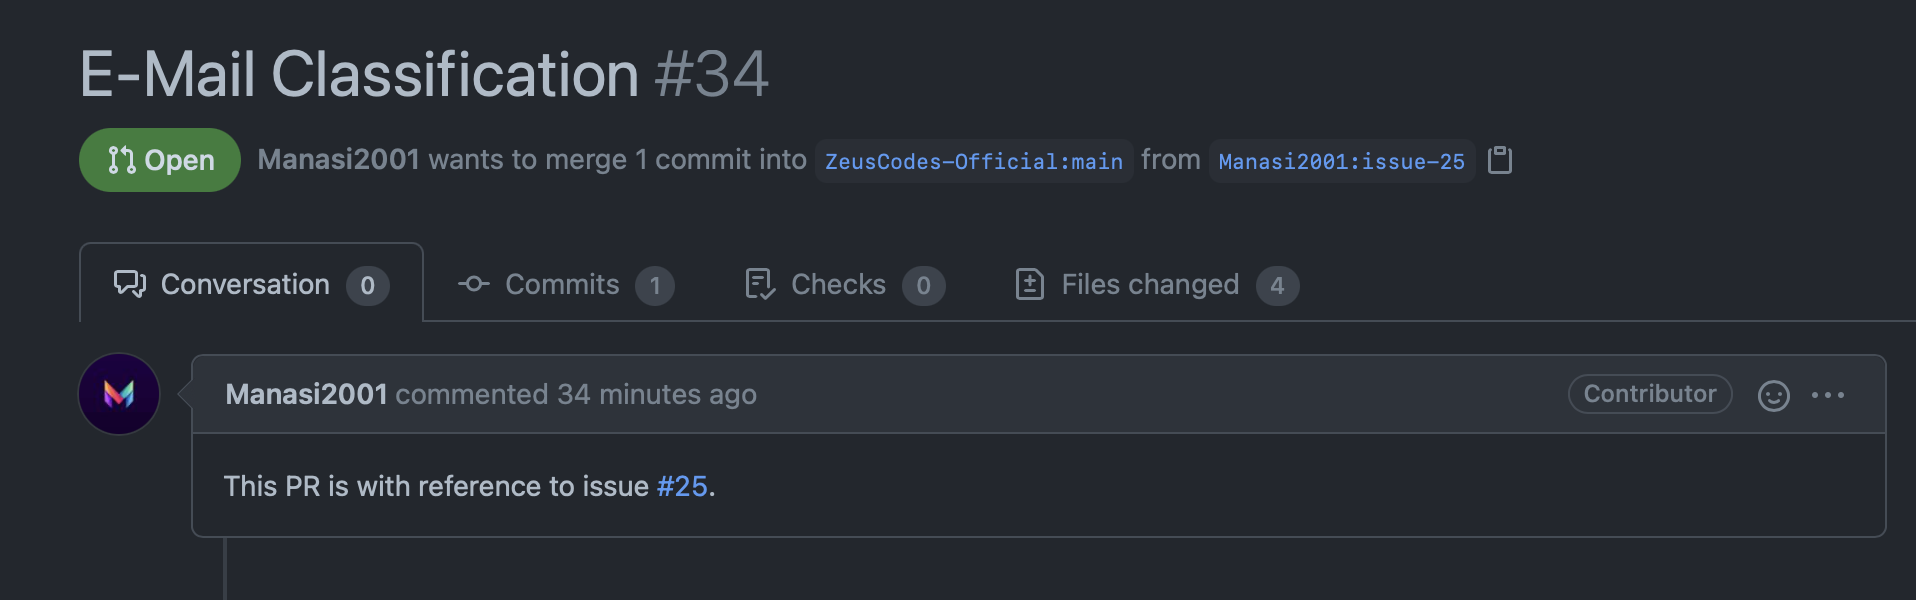 E-Mail Classification #34
Open Manasi2001 wants to merge 1 commit into ZeusCodes-Official:main from Manasi2001:issue-25
Conversation 0 Commits 1 Checks 0 Files changed 4
Manasi2001 commented 34 minutes ago Contributor
This PR is with reference to issue #25.